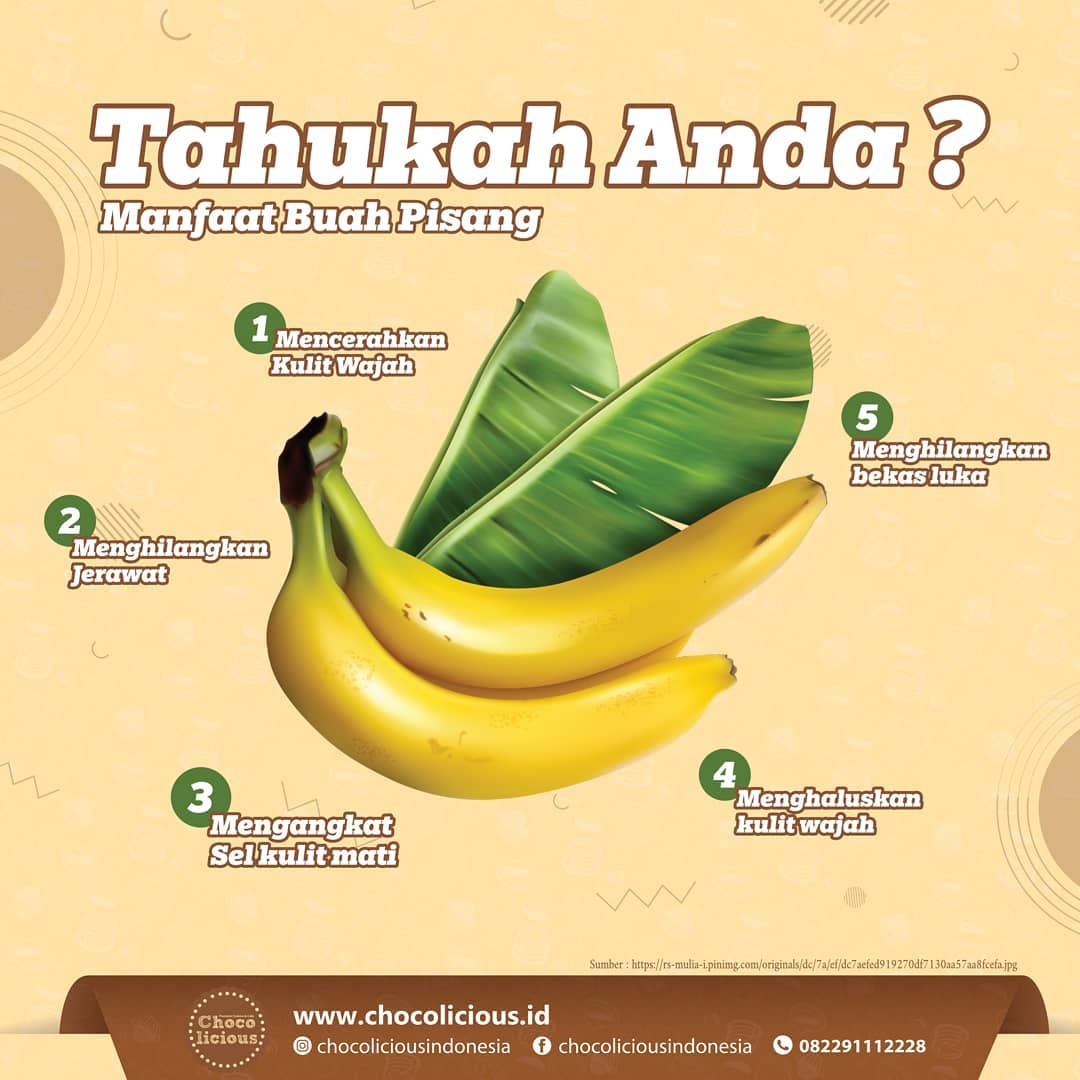 Tahukah Anda ?
Manfaat Buah Pisang
1
Mencerahkan
Kulit Wajah
2
Menghilangkan
Jerawat
3
Mengangkat
Sel kulit mati
4
Menghaluskan
kulit wajah
5
Menghilangkan
bekas luka
Sumber : https://rs-mulia-i.pinimg.com/originals/dc/7a/ef/dc7aefed919270df7130aa57aa8fcefa.jpg
Choco
licious
www.chocolicious.id
chocoliciousindonesia chocoliciousindonesia 082291112228